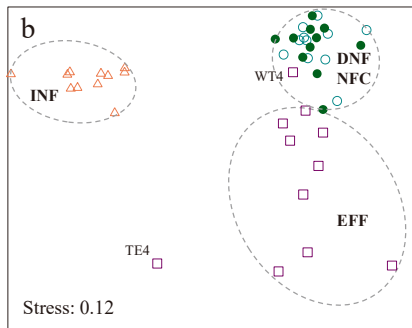 b
DNF
NFC
WT4
INF
EFF
TE4
Stress: 0.12